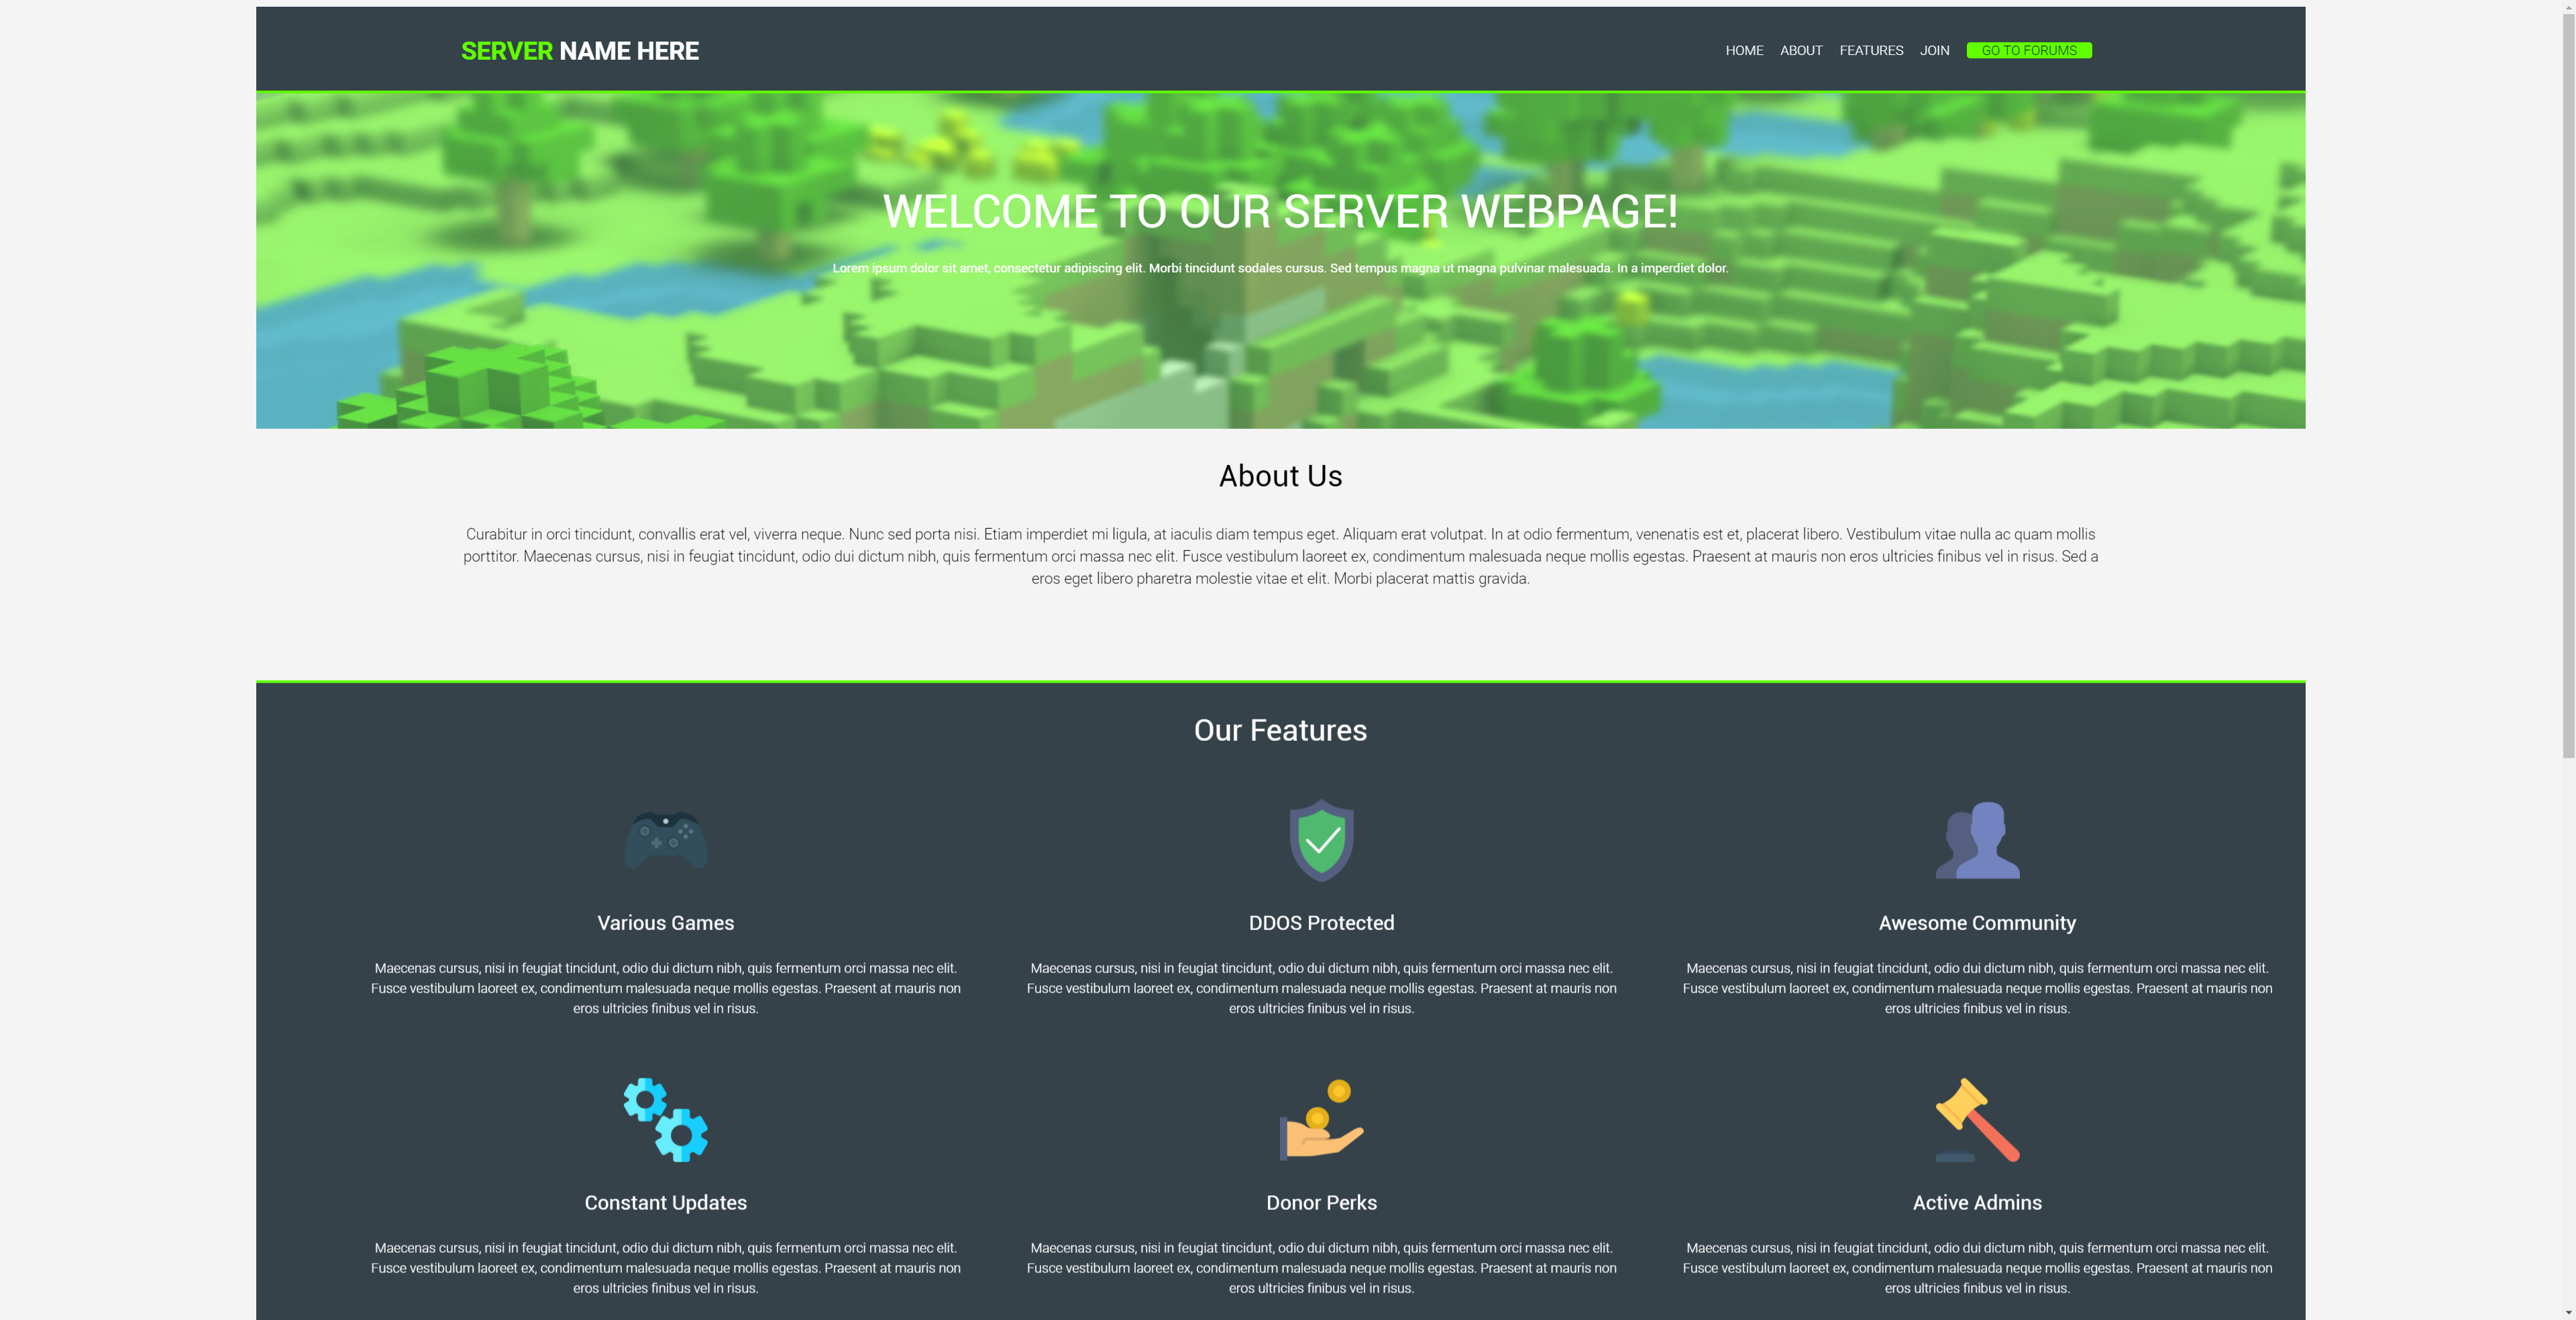 SERVER NAME HERE
HOME ABOUT FEATURES JOIN GO TO FORUMS
WELCOME TO OUR SERVER WEBPAGE!
Lorem ipsum dolor sit amet, consectetur adipiscing elit. Morbi tincidunt sodales cursus. Sed tempus magna ut magna pulvinar malesuada. In a imperdiet dolor.
About Us
Curabitur in orci tincidunt, convallis erat vel, viverra neque. Nunc sed porta nisi. Etiam imperdiet mi ligula, at iaculis diam tempus eget. Aliquam erat volutpat. In at odio fermentum, venenatis est et, placerat libero. Vestibulum vitae nulla ac quam mollis
porttitor. Maecenas cursus, nisi in feugiat tincidunt, odio dui dictum nibh, quis fermentum orci massa nec elit. Fusce vestibulum laoreet ex, condimentum malesuada neque mollis egestas. Praesent at mauris non eros ultricies finibus vel in risus. Sed a
eros eget libero pharetra molestie vitae et elit. Morbi placerat mattis gravida.
Our Features
Various Games
Maecenas cursus, nisi in feugiat tincidunt, odio dui dictum nibh, quis fermentum orci massa nec elit.
Fusce vestibulum laoreet ex, condimentum malesuada neque mollis egestas. Praesent at mauris non
eros ultricies finibus vel in risus.
DDOS Protected
Maecenas cursus, nisi in feugiat tincidunt, odio dui dictum nibh, quis fermentum orci massa nec elit.
Fusce vestibulum laoreet ex, condimentum malesuada neque mollis egestas. Praesent at mauris non
eros ultricies finibus vel in risus.
Awesome Community
Maecenas cursus, nisi in feugiat tincidunt, odio dui dictum nibh, quis fermentum orci massa nec elit.
Fusce vestibulum laoreet ex, condimentum malesuada neque mollis egestas. Praesent at mauris non
eros ultricies finibus vel in risus.
Constant Updates
Maecenas cursus, nisi in feugiat tincidunt, odio dui dictum nibh, quis fermentum orci massa nec elit.
Fusce vestibulum laoreet ex, condimentum malesuada neque mollis egestas. Praesent at mauris non
eros ultricies finibus vel in risus.
Donor Perks
Maecenas cursus, nisi in feugiat tincidunt, odio dui dictum nibh, quis fermentum orci massa nec elit.
Fusce vestibulum laoreet ex, condimentum malesuada neque mollis egestas. Praesent at mauris non
eros ultricies finibus vel in risus.
Active Admins
Maecenas cursus, nisi in feugiat tincidunt, odio dui dictum nibh, quis fermentum orci massa nec elit.
Fusce vestibulum laoreet ex, condimentum malesuada neque mollis egestas. Praesent at mauris non
eros ultricies finibus vel in risus.